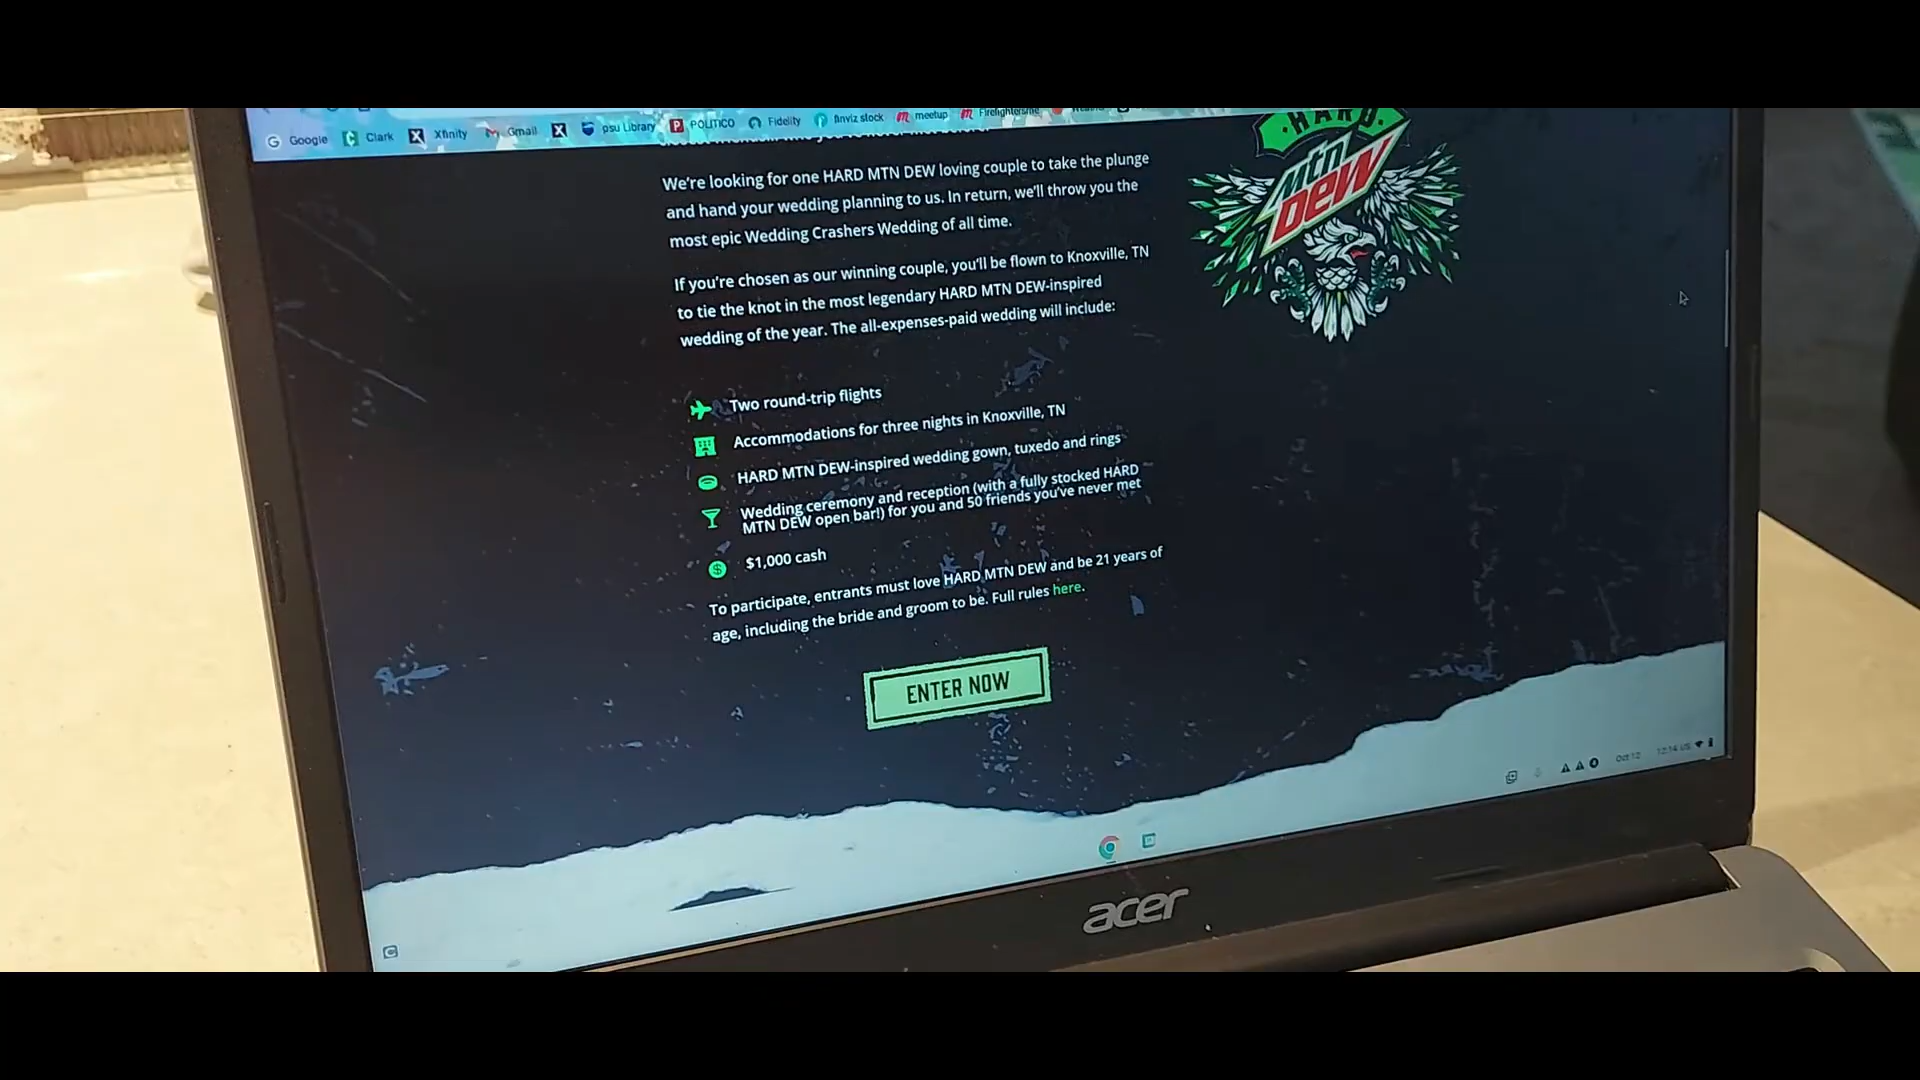 Google Clark Xfinity Gmail psu Library POLITICO Fidelity finviz stock meetup
We're looking for one HARD MTN DEW loving couple to take the plunge
and hand your wedding planning to us. In return, we'll throw you the
most epic Wedding Crashers Wedding of all time.
If you're chosen as our winning couple, you'll be flown to Knoxville, TN
to tie the knot in the most legendary HARD MTN DEW-inspired
wedding of the year. The all-expenses-paid wedding will include:
Two round-trip flights
Accommodations for three nights in Knoxville, TN
HARD MTN DEW-inspired wedding gown, tuxedo and rings
Wedding ceremony and reception (with a fully stocked HARD
MTN DEW open bar!) for you and 50 friends you've never met
$1,000 cash
To participate, entrants must love HARD MTN DEW and be 21 years of
age, including the bride and groom to be. Full rules here.
ENTER NOW
·HARD·
mtn
DEW
Oct 12 12:14 US
acer